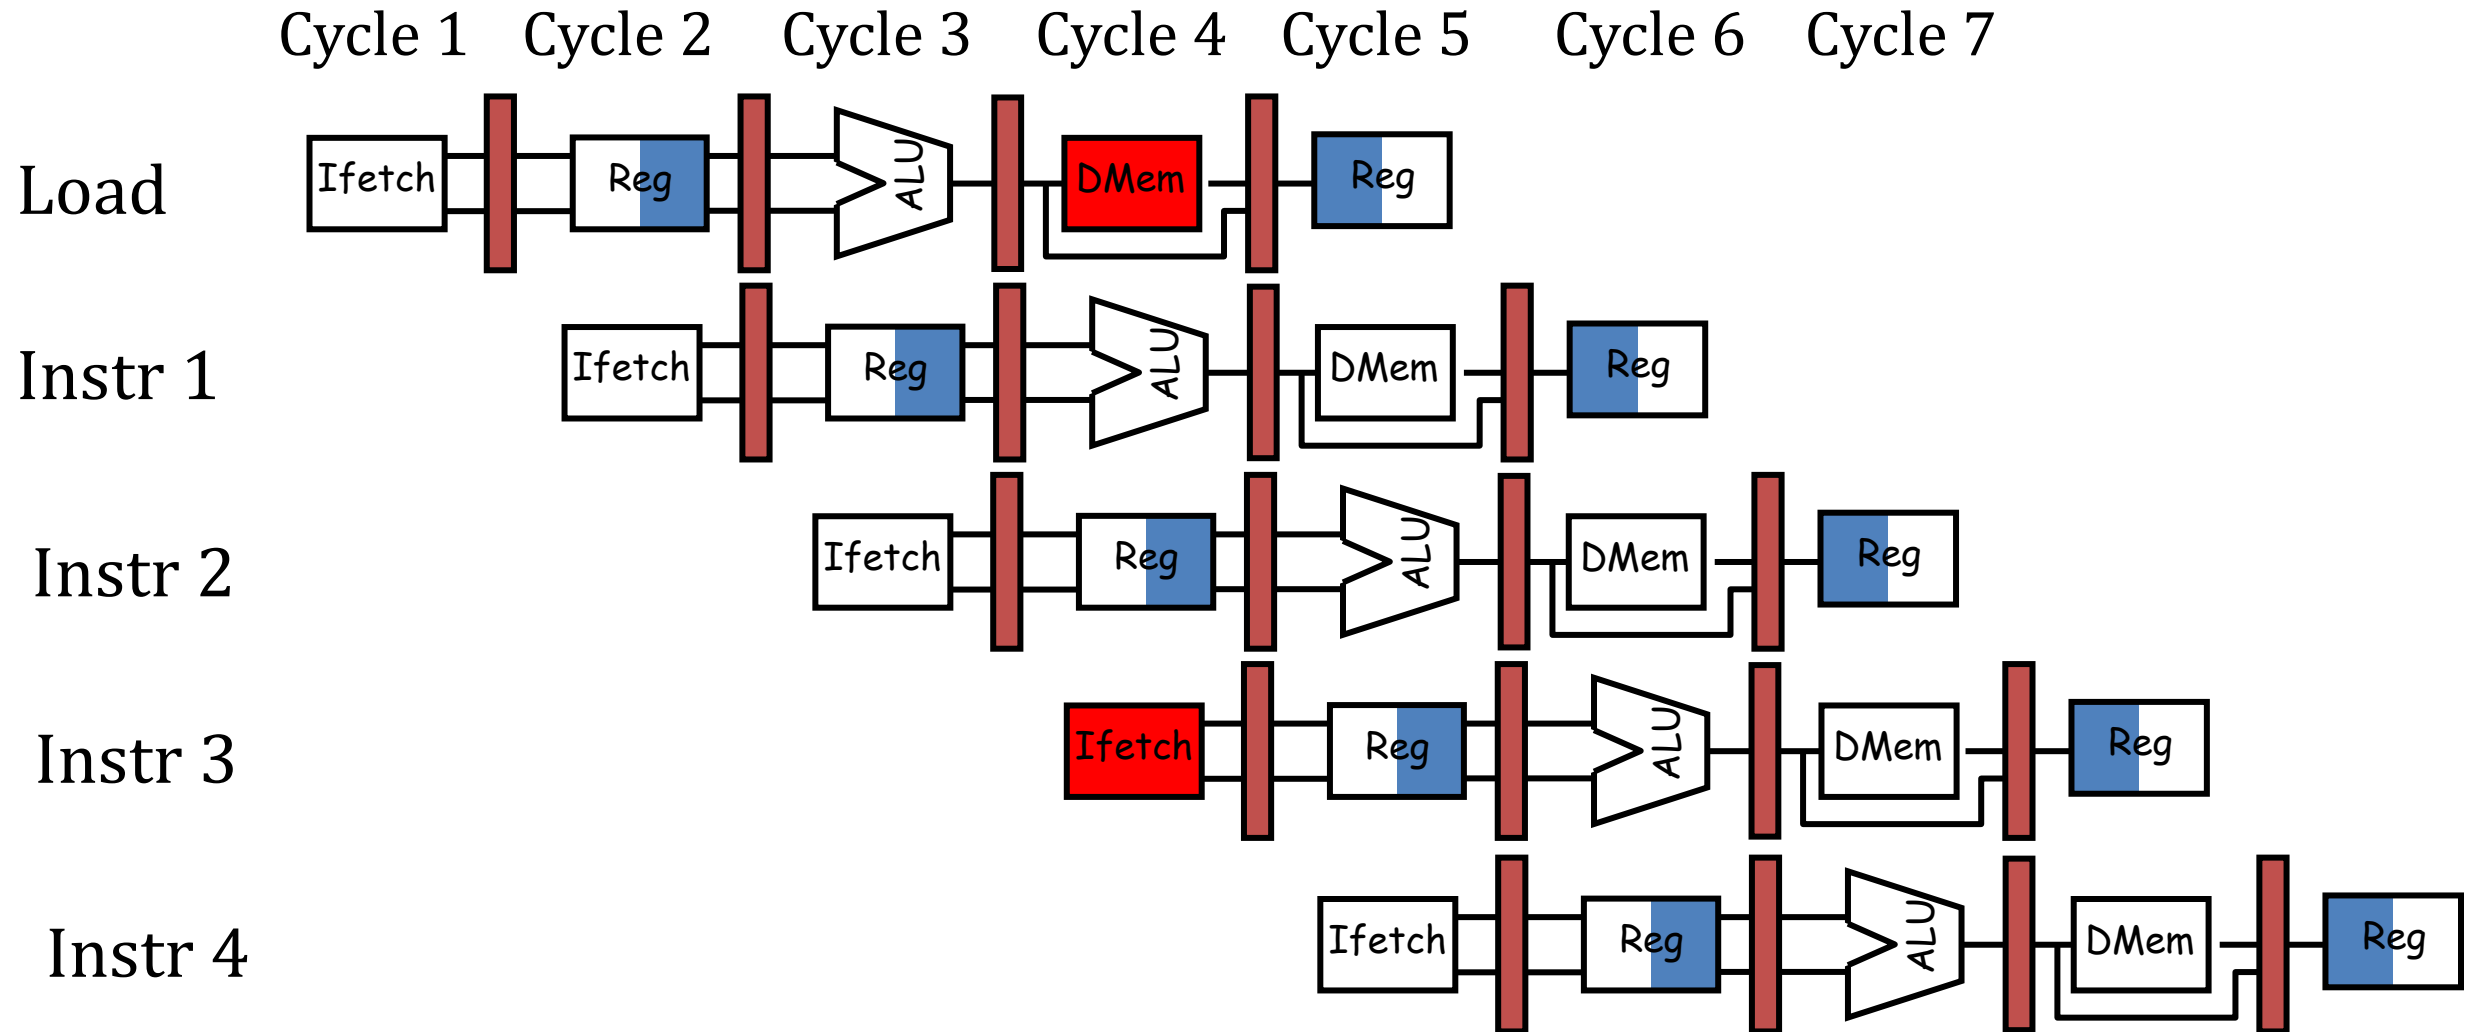 Cycle 1 Cycle 2 Cycle 3 Cycle 4 Cycle 5 Cycle 6 Cycle 7
Load Ifetch Reg ALU DMem Reg
Instr 1 Ifetch Reg ALU DMem Reg
Instr 2 Ifetch Reg ALU DMem Reg
Instr 3 Ifetch Reg ALU DMem Reg
Instr 4 Ifetch Reg ALU DMem Reg